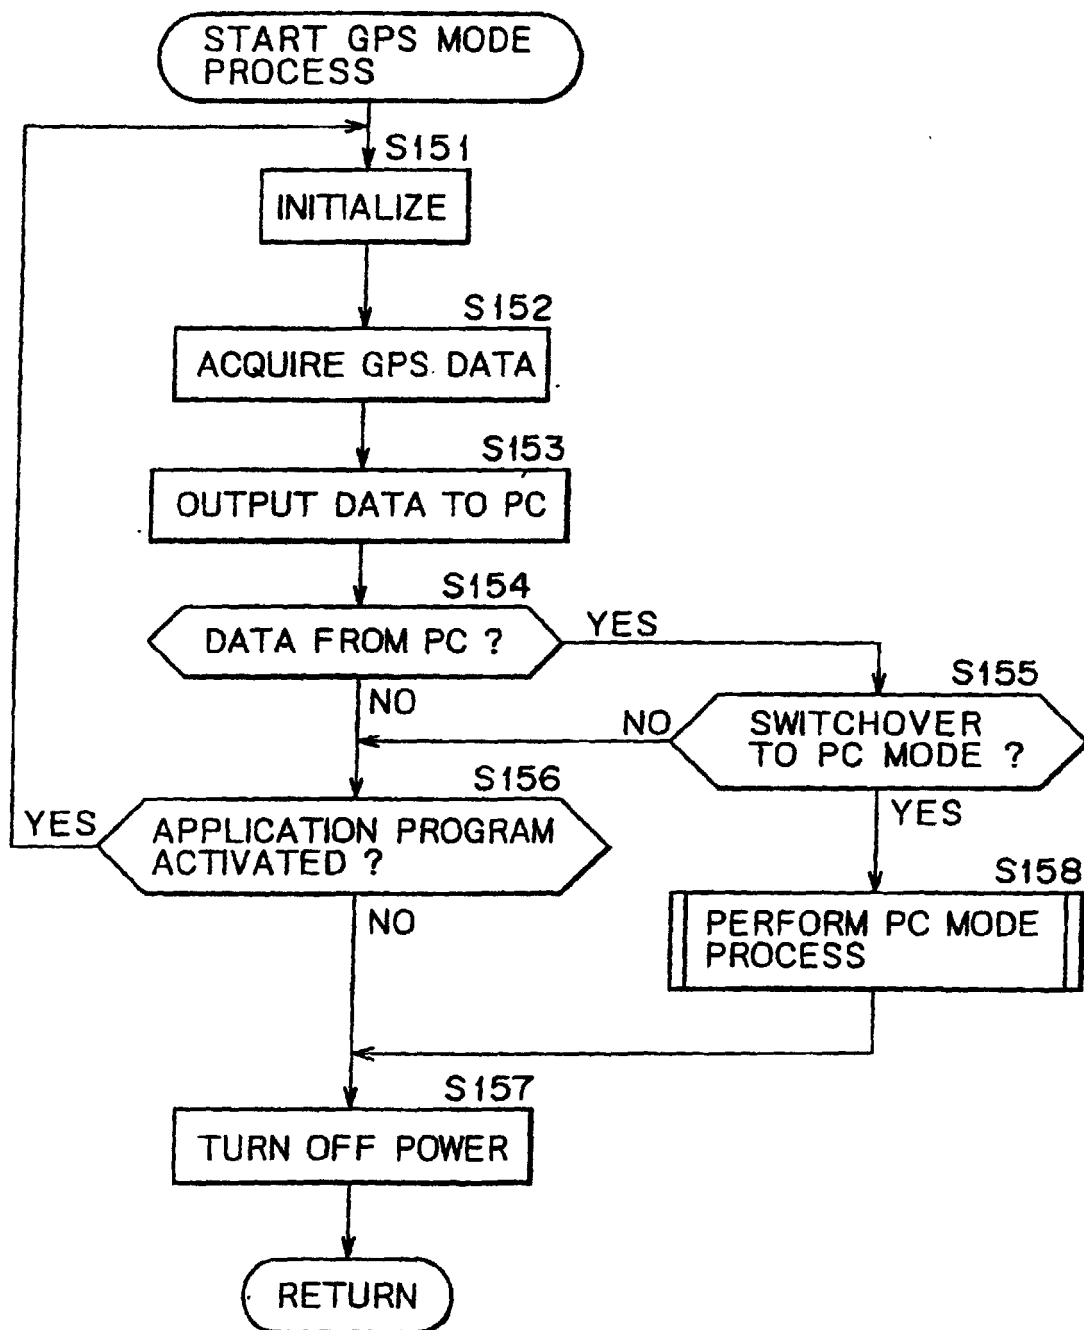 START GPS MODE
PROCESS
S151
INITIALIZE
S152
ACQUIRE GPS DATA
S153
OUTPUT DATA TO PC
S154
DATA FROM PC ?
YES
S155
NO
NO
SWITCHOVER
TO PC MODE ?
S156
YES
YES
APPLICATION PROGRAM
ACTIVATED ?
S158
NO
PERFORM PC MODE
PROCESS
S157
TURN OFF POWER
RETURN